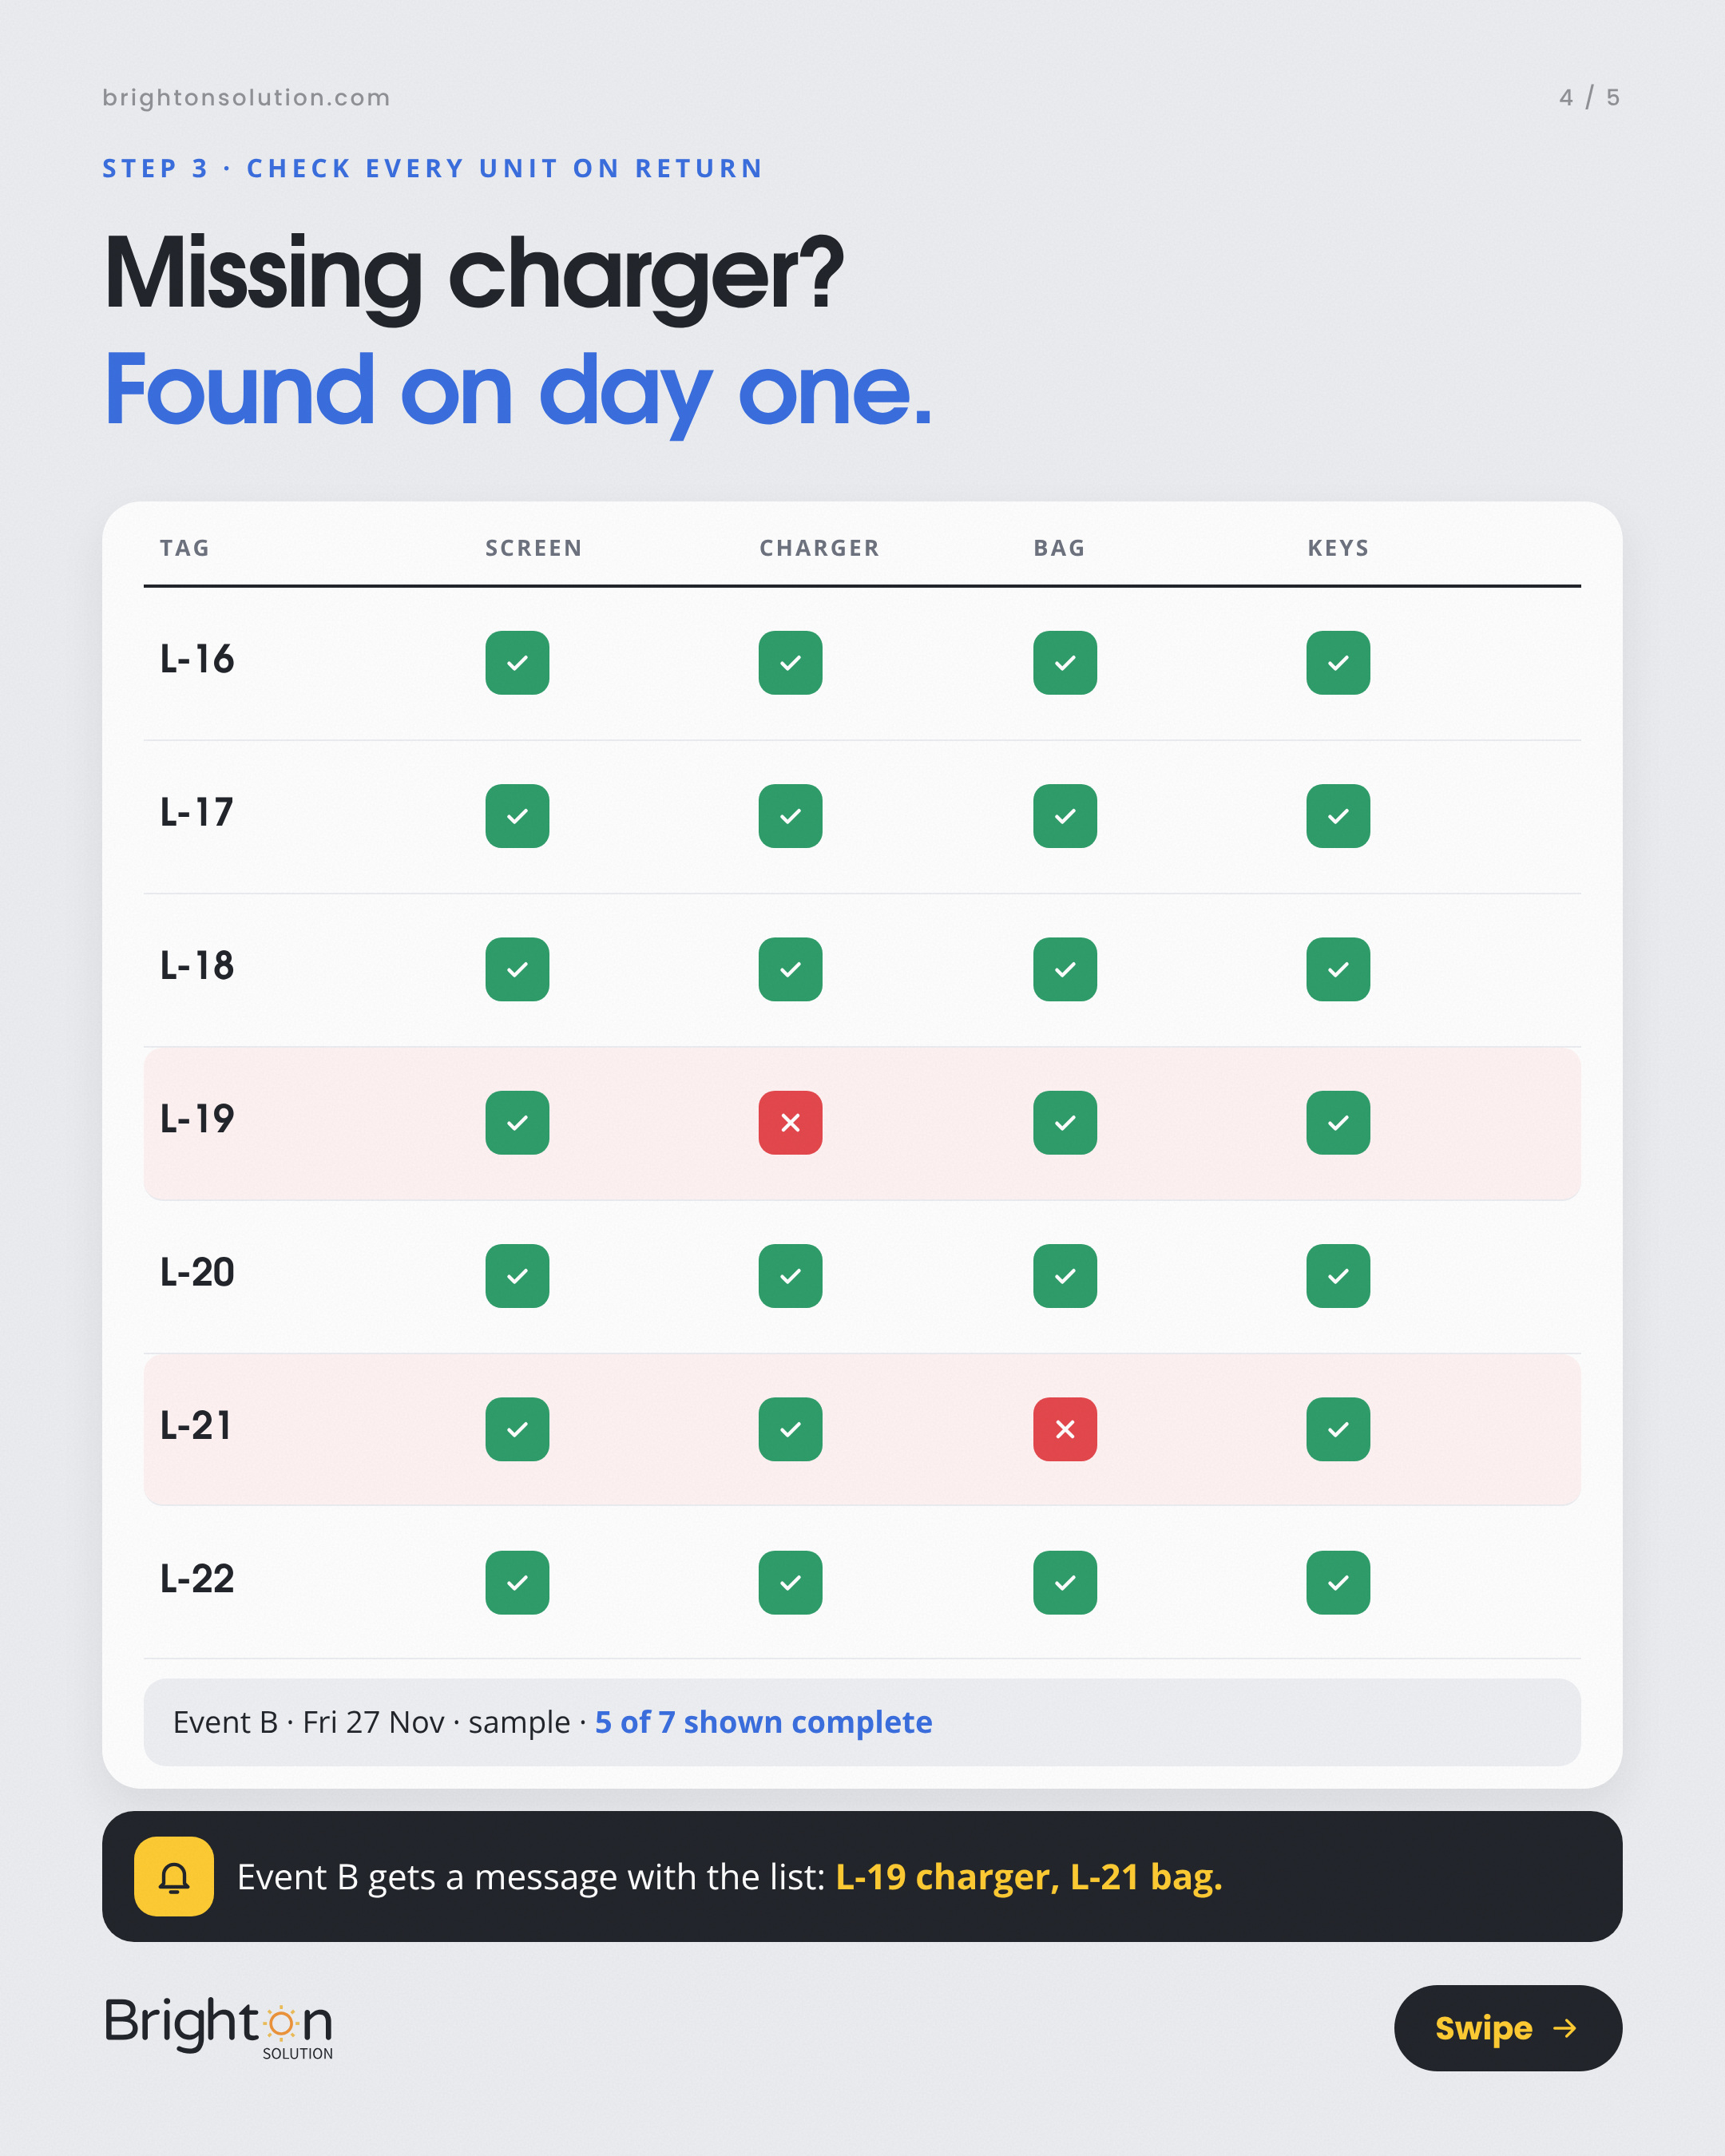 brightonsolution.com
4 / 5
STEP 3 · CHECK EVERY UNIT ON RETURN
Missing charger?
Found on day one.
TAG SCREEN CHARGER BAG KEYS
L-16
L-17
L-18
L-19
L-20
L-21
L-22
Event B · Fri 27 Nov · sample · 5 of 7 shown complete
Event B gets a message with the list: L-19 charger, L-21 bag.
Brighton
SOLUTION
Swipe →